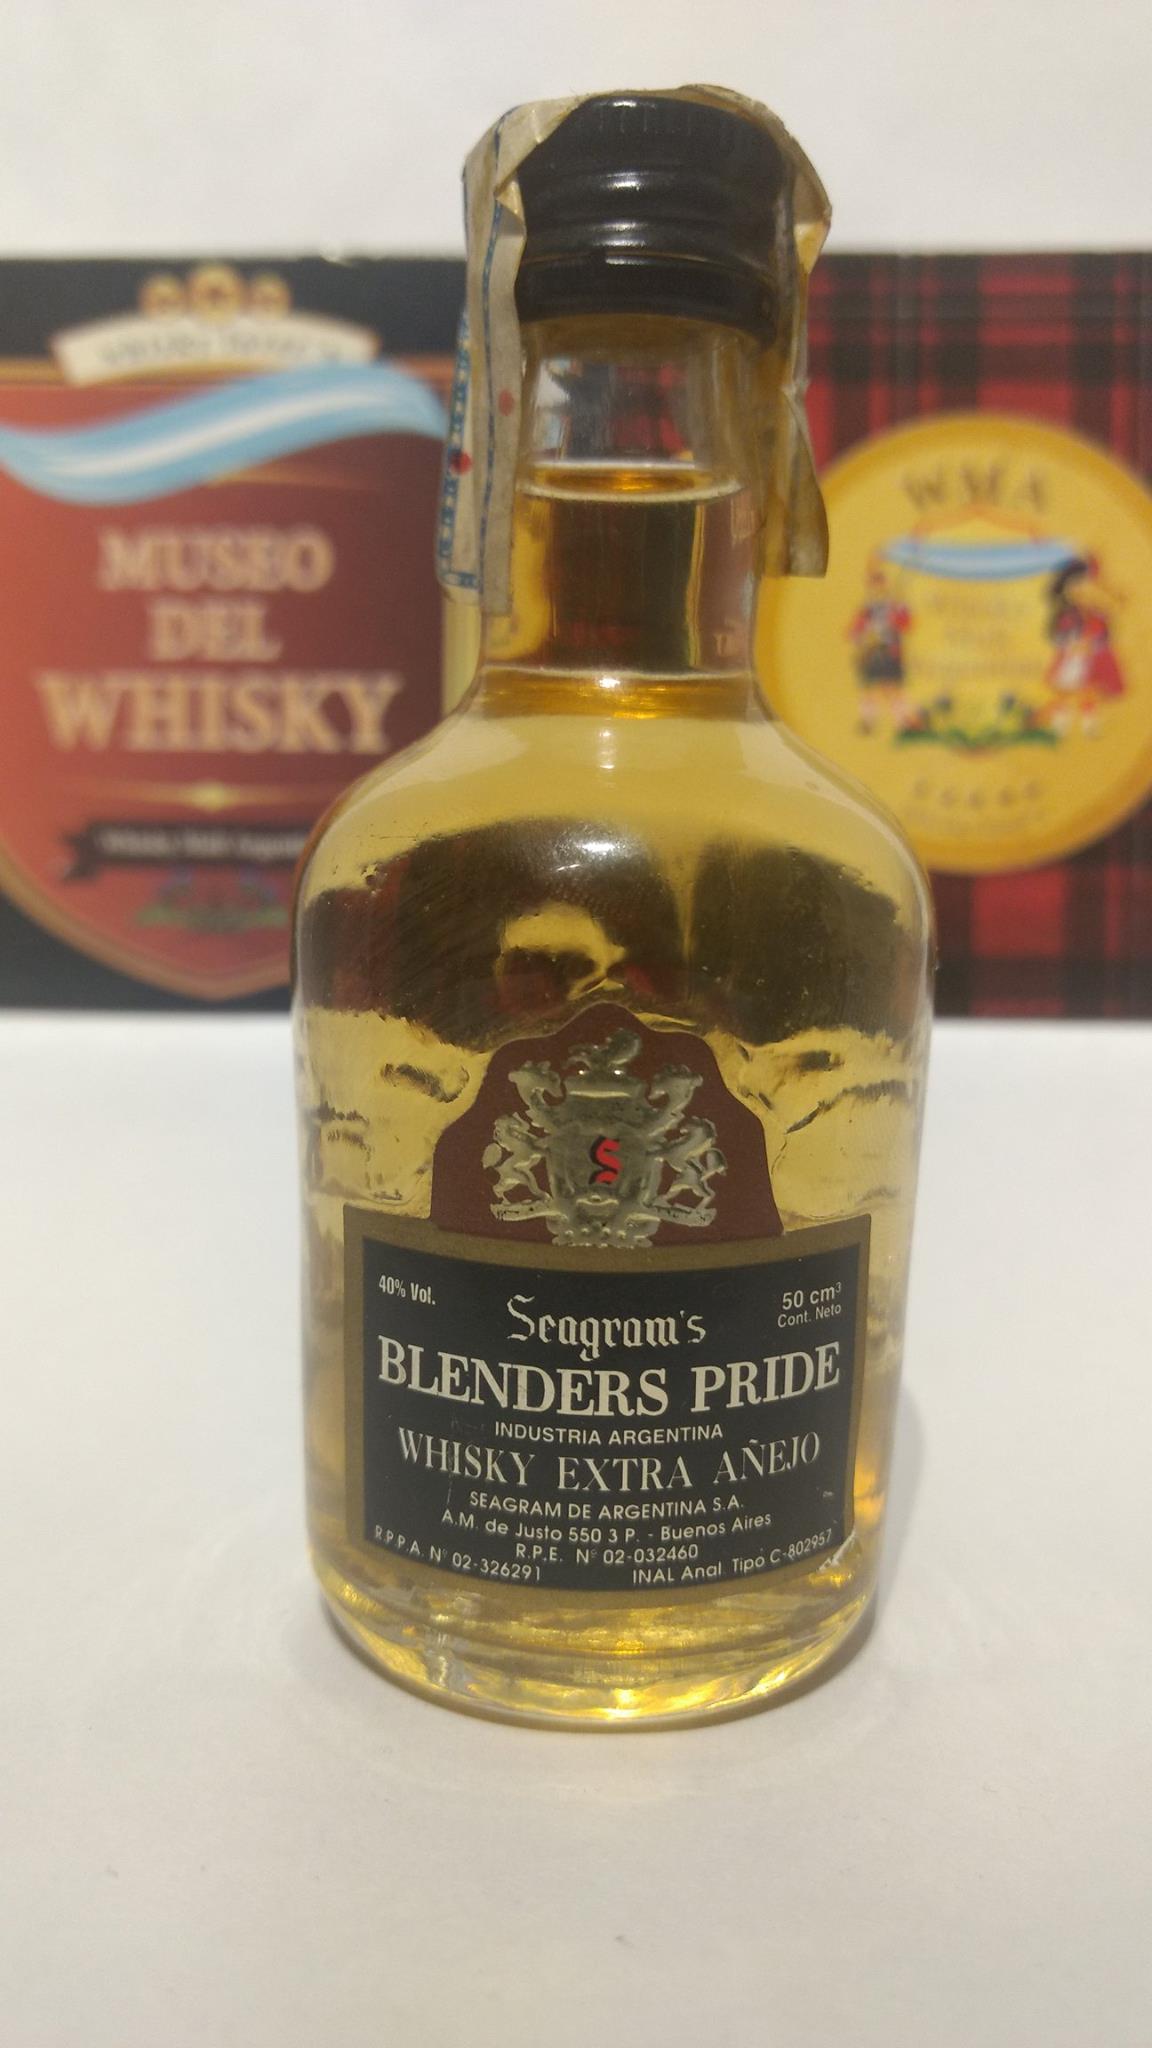 MUSEO
DEL
WHISKY
WMA
S
40% Vol.
50 cm³
Cont. Neto
Seagram's
BLENDERS PRIDE
INDUSTRIA ARGENTINA
WHISKY EXTRA AÑEJO
SEAGRAM DE ARGENTINA S.A.
A.M. de Justo 550 3 P. - Buenos Aires
R.P.E. Nº 02-032460
R.P.P.A. Nº 02-326291
INAL Anal. Tipo C-802957